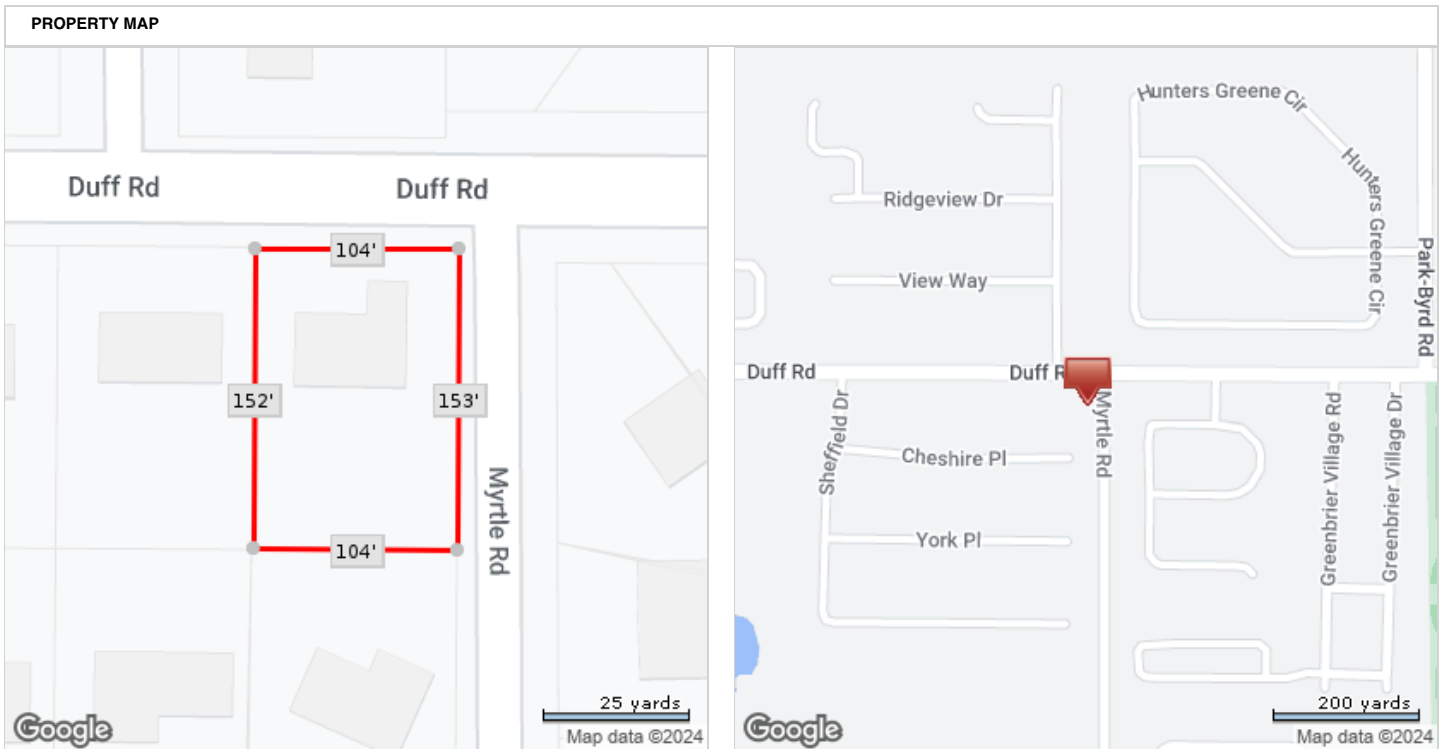 PROPERTY MAP
Duff Rd
Duff Rd
104'
152'
153'
Myrtle Rd
104'
25 yards
Google
Map data ©2024
Hunters Greene Cir
Hunters Greene Cir
Ridgeview Dr
View Way
Park-Byrd Rd
Duff Rd
Duff R
Myrtle Rd
Sheffield Dr
Cheshire Pl
York Pl
Greenbrier Village Rd
Greenbrier Village Dr
200 yards
Google
Map data ©2024